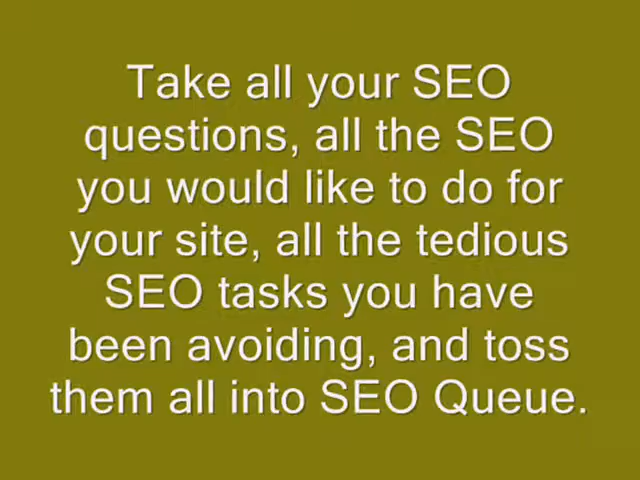 Take all your SEO
questions, all the SEO
you would like to do for
your site, all the tedious
SEO tasks you have
been avoiding, and toss
them all into SEO Queue.